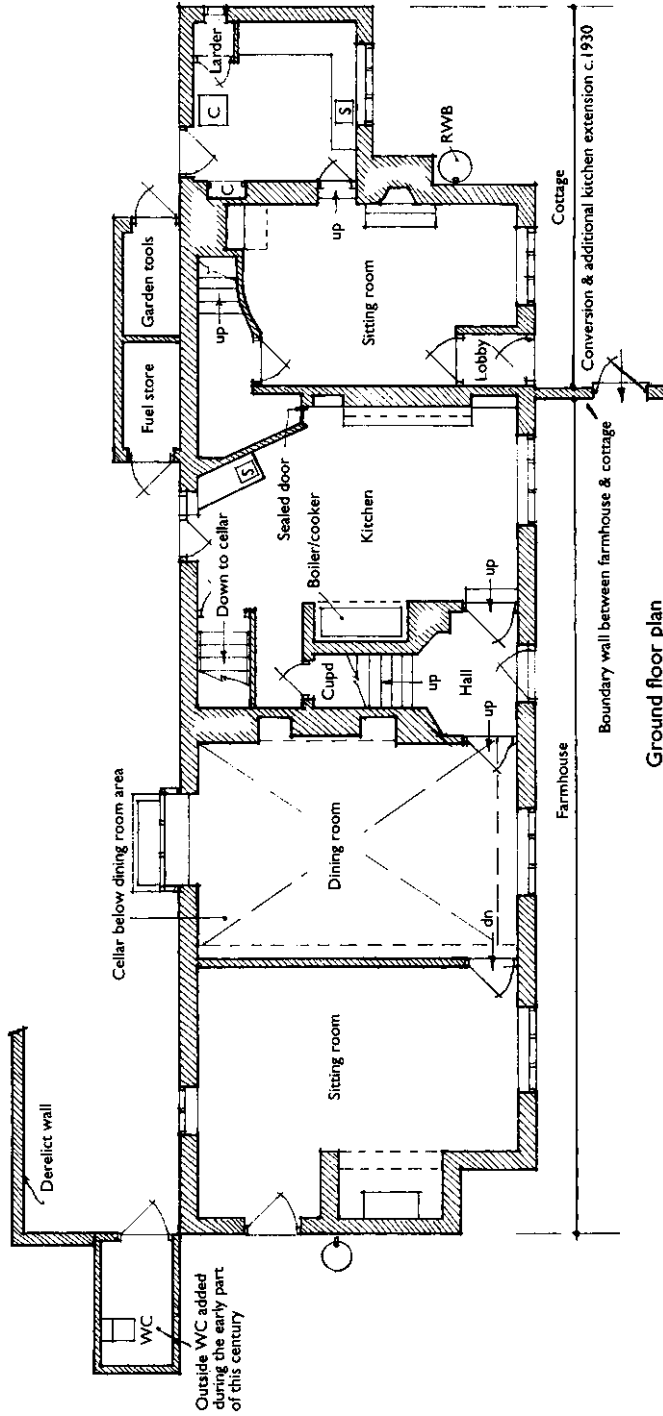 Derelict wall
WC
Outside WC added
during the early part
of this century
Cellar below dining room area
Sitting room
Dining room
dn
up
Hall
up
up
Cupd
Down to cellar
Boiler/cooker
Kitchen
Sealed door
S
Fuel store
Garden tools
up
Sitting room
Lobby
up
C
C
Larder
S
RWB
Farmhouse
Cottage
Conversion & additional kitchen extension c.1930
Boundary wall between farmhouse & cottage
Ground floor plan